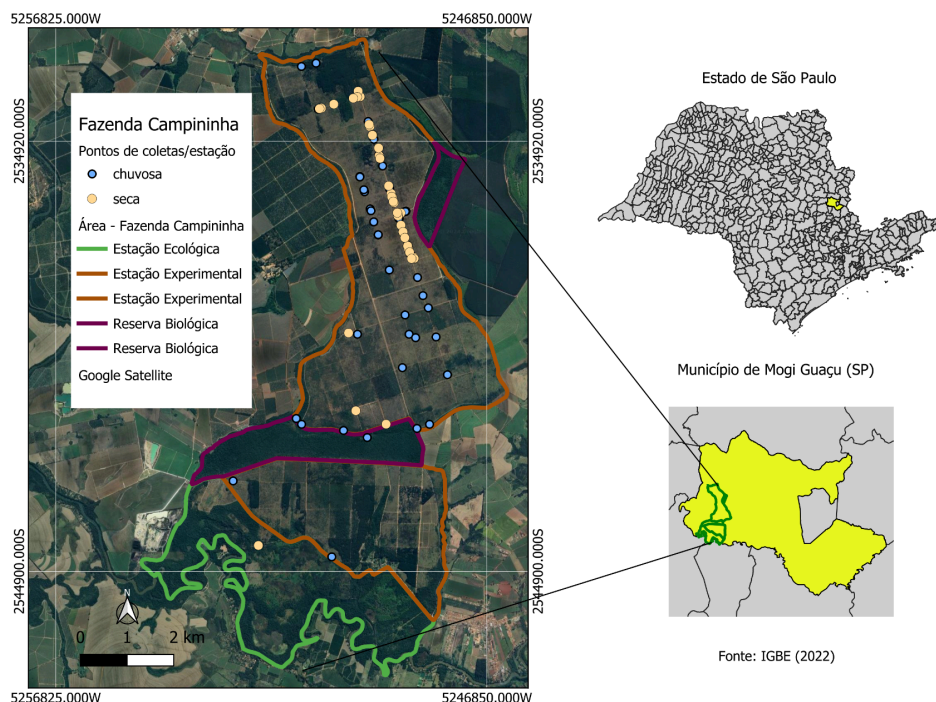 5256825.000W
5246850.000W
2534920.000S
2534920.000S
Fazenda Campininha
Pontos de coletas/estação
chuvosa
seca
Área - Fazenda Campininha
Estação Ecológica
Estação Experimental
Estação Experimental
Reserva Biológica
Reserva Biológica
Google Satellite
2544900.000S
2544900.000S
N
0 1 2 km
5256825.000W
5246850.000W
Estado de São Paulo
Município de Mogi Guaçu (SP)
Fonte: IGBE (2022)